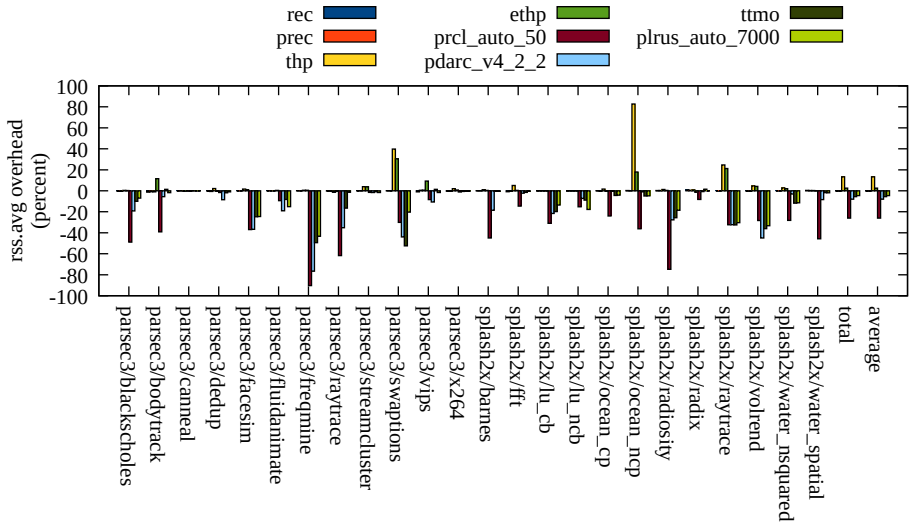 rec
prec
thp
ethp
prcl_auto_50
pdarc_v4_2_2
ttmo
plrus_auto_7000
rss.avg overhead
(percent)
100
80
60
40
20
0
-20
-40
-60
-80
-100
parsec3/blackscholes
parsec3/bodytrack
parsec3/canneal
parsec3/dedup
parsec3/facesim
parsec3/fluidanimate
parsec3/freqmine
parsec3/raytrace
parsec3/streamcluster
parsec3/swaptions
parsec3/vips
parsec3/x264
splash2x/barnes
splash2x/fft
splash2x/lu_cb
splash2x/lu_ncb
splash2x/ocean_cp
splash2x/ocean_ncp
splash2x/radiosity
splash2x/radix
splash2x/raytrace
splash2x/volrend
splash2x/water_nsquared
splash2x/water_spatial
total
average